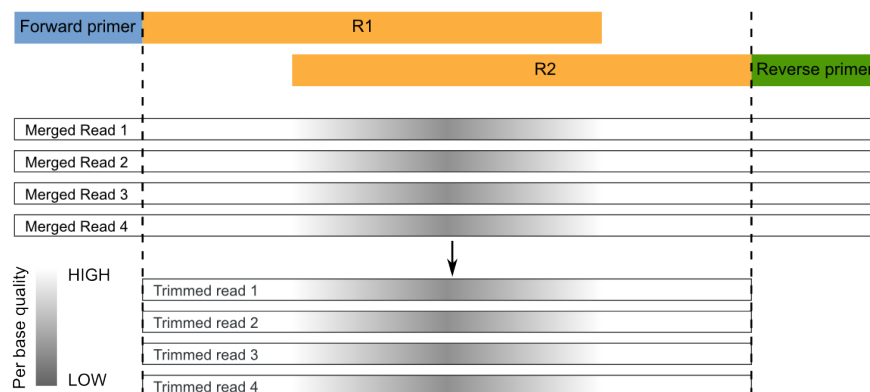 Forward primer
R1
R2
Reverse primer
Merged Read 1
Merged Read 2
Merged Read 3
Merged Read 4
Per base quality
HIGH
LOW
Trimmed read 1
Trimmed read 2
Trimmed read 3
Trimmed read 4